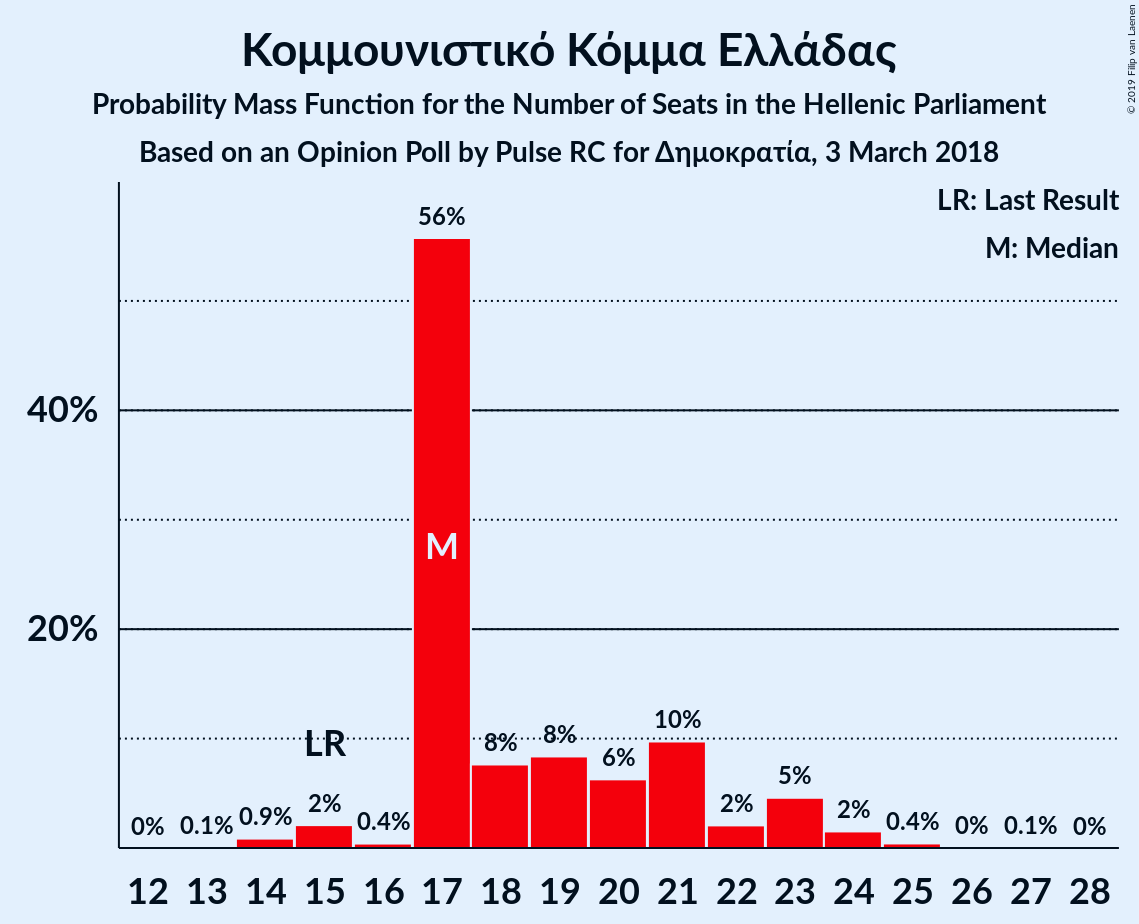 Κομμουνιστικό Κόμμα Ελλάδας
Probability Mass Function for the Number of Seats in the Hellenic Parliament
Based on an Opinion Poll by Pulse RC for Δημοκρατία, 3 March 2018
© 2019 Filip van Laenen
LR: Last Result
M: Median
56%
40%
M
20%
LR
0%
0.1%
0.9%
2%
0.4%
8%
8%
6%
10%
2%
5%
2%
0.4%
0%
0.1%
0%
12 13 14 15 16 17 18 19 20 21 22 23 24 25 26 27 28